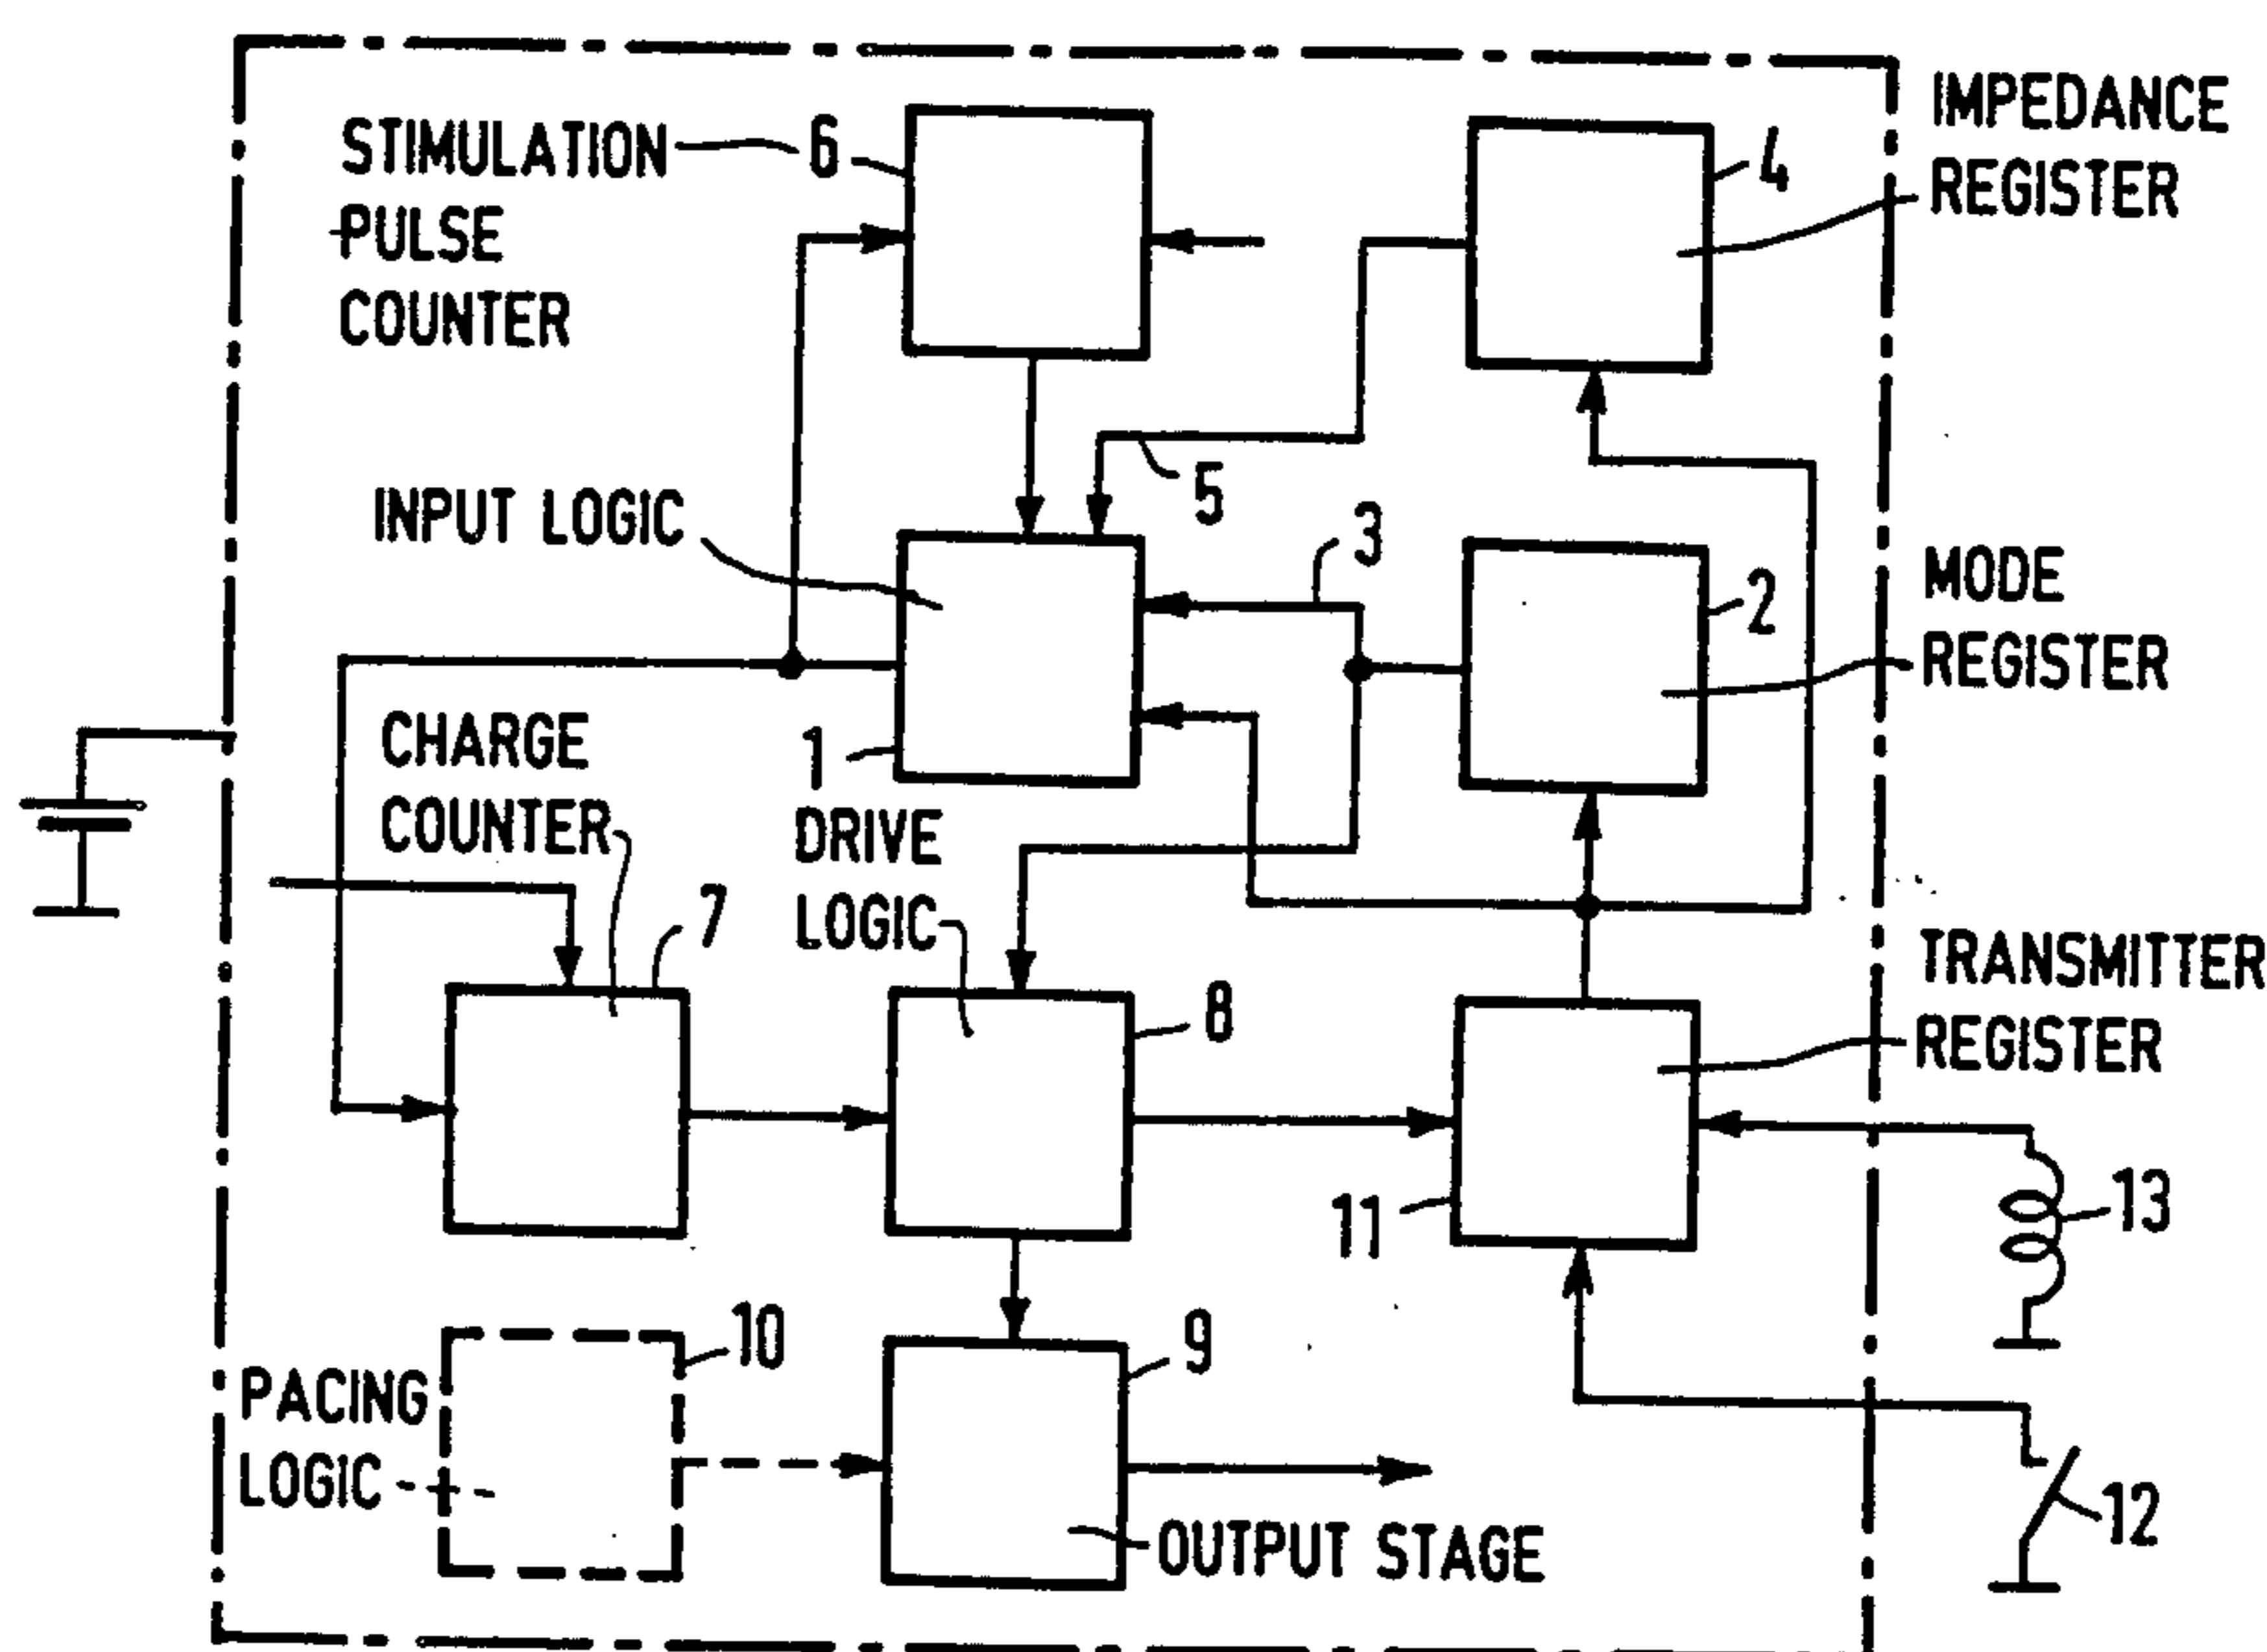 IMPEDANCE
REGISTER
4
STIMULATION 6
PULSE
COUNTER
5
INPUT LOGIC
3
MODE
REGISTER
2
CHARGE
COUNTER
1
DRIVE
LOGIC
7
TRANSMITTER
REGISTER
8
11
13
10
PACING
LOGIC
9
OUTPUT STAGE
12